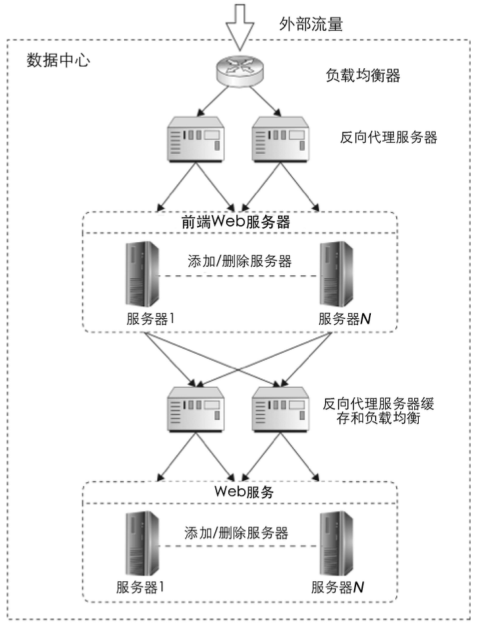 外部流量
数据中心
负载均衡器
反向代理服务器
前端Web服务器
添加/删除服务器
服务器1
服务器N
反向代理服务器缓
存和负载均衡
Web服务
添加/删除服务器
服务器1
服务器N